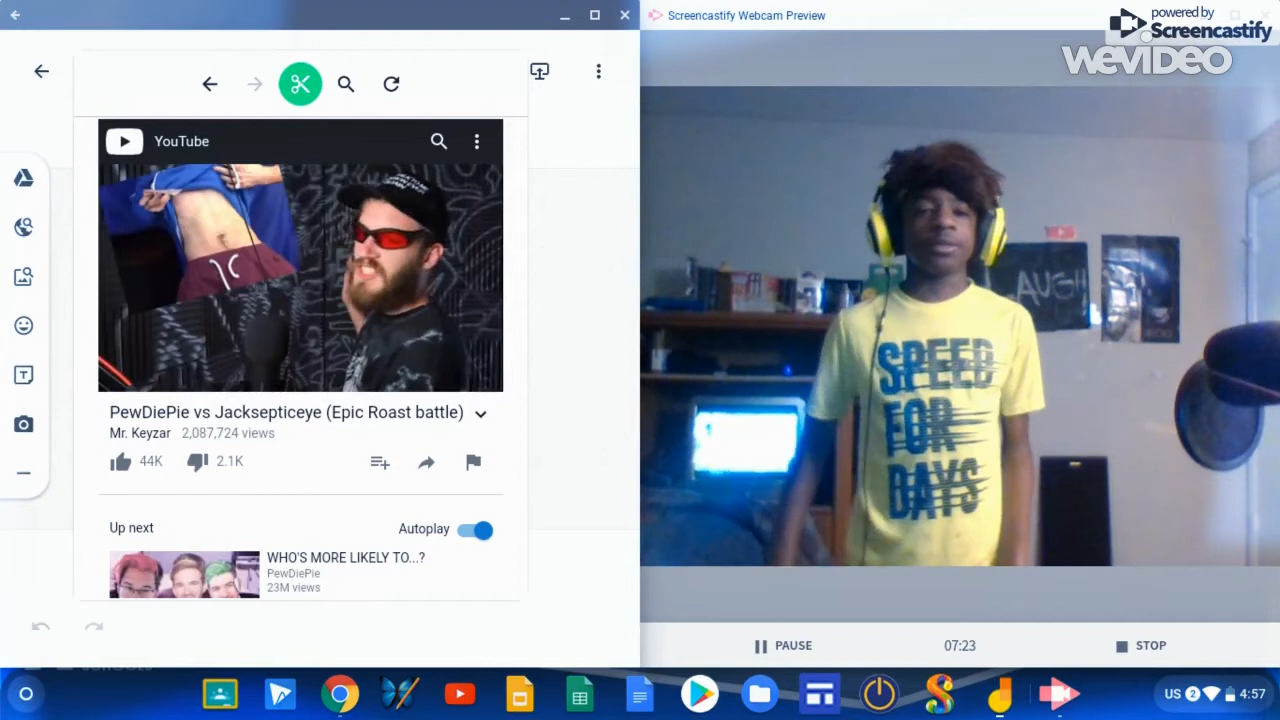 Screencastify Webcam Preview
powered by
Screencastify
WeVideo
YouTube
PewDiePie vs Jacksepticeye (Epic Roast battle)
Mr. Keyzar 2,087,724 views
44K 2.1K
Up next Autoplay
WHO'S MORE LIKELY TO...?
PewDiePie
23M views
AUGH
SPEED
FOR
DAYS
PAUSE 07:23 STOP
US 2 4:57